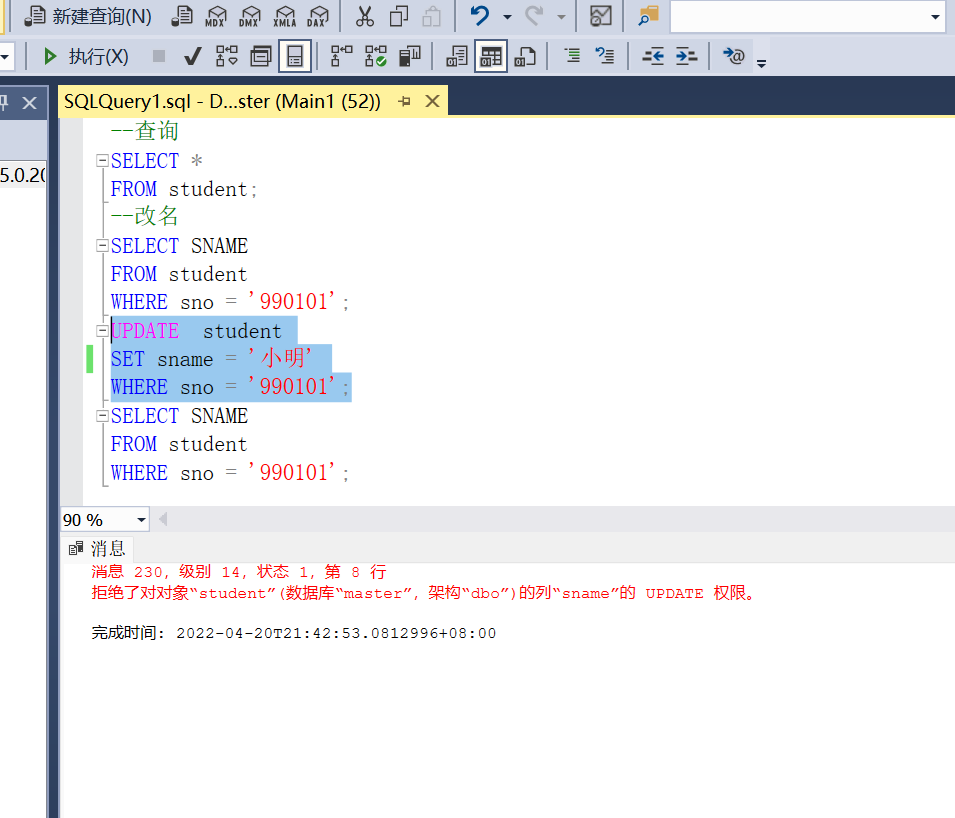 新建查询(N)
MDX DMX XMLA DAX
执行(X)
SQLQuery1.sql - D...ster (Main1 (52))
5.0.20
--查询
SELECT *
FROM student;
--改名
SELECT SNAME
FROM student
WHERE sno = '990101';
UPDATE  student
SET sname = '小明'
WHERE sno = '990101';
SELECT SNAME
FROM student
WHERE sno = '990101';
90 %
消息
消息 230，级别 14，状态 1，第 8 行
拒绝了对对象“student”(数据库“master”，架构“dbo”)的列“sname”的 UPDATE 权限。
完成时间: 2022-04-20T21:42:53.0812996+08:00